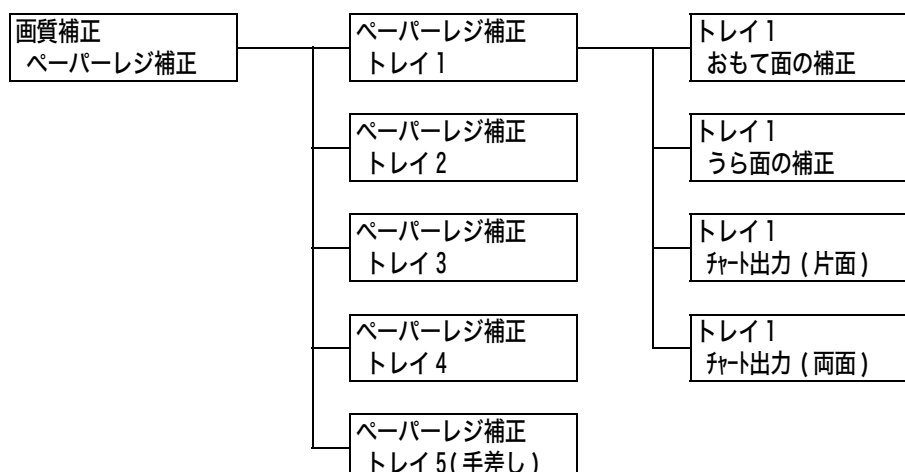 画質補正
ペーパーレジ補正
ペーパーレジ補正
トレイ1
ペーパーレジ補正
トレイ2
ペーパーレジ補正
トレイ3
ペーパーレジ補正
トレイ4
ペーパーレジ補正
トレイ5(手差し)
トレイ1
おもて面の補正
トレイ1
うら面の補正
トレイ1
ﾁｬｰﾄ出力(片面)
トレイ1
ﾁｬｰﾄ出力(両面)